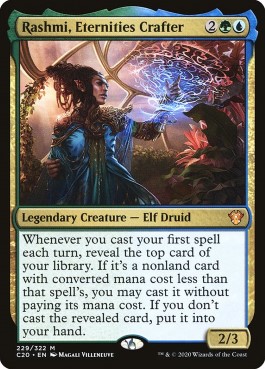 Rashmi, Eternities Crafter 2
Legendary Creature — Elf Druid
Whenever you cast your first spell
each turn, reveal the top card of
your library. If it's a nonland card
with converted mana cost less than
that spell's, you may cast it without
paying its mana cost. If you don't
cast the revealed card, put it into
your hand.
2/3
229/322 M
C20 • EN MAGALI VILLENEUVE
™ & © 2020 Wizards of the Coast